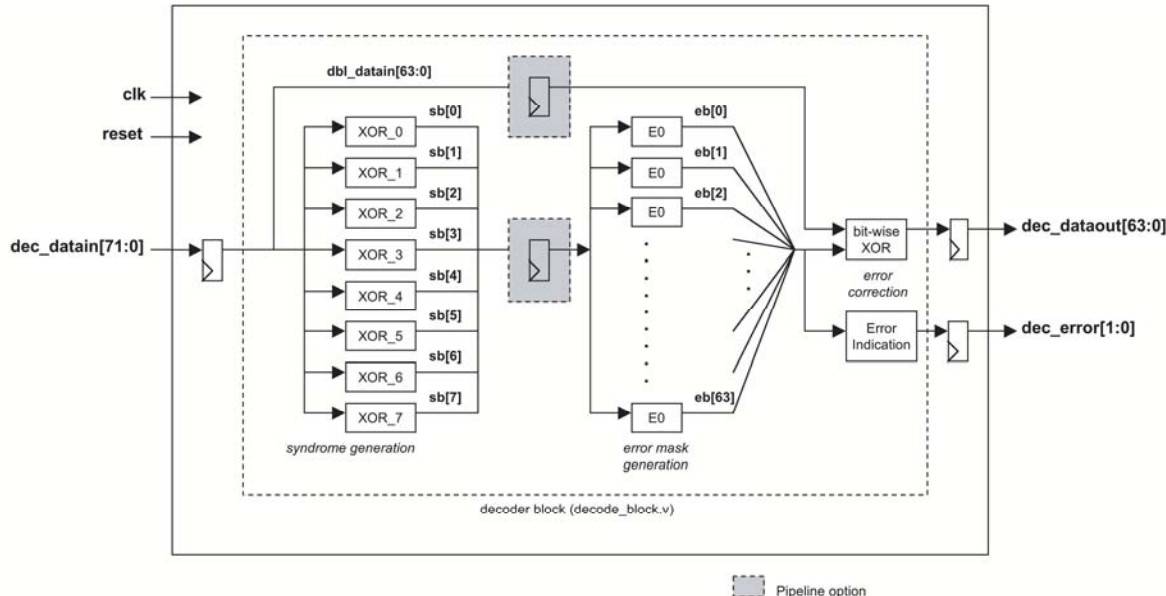 dbl_datain[63:0]
clk
reset
sb[0]
XOR_0
sb[1]
XOR_1
sb[2]
XOR_2
sb[3]
XOR_3
sb[4]
XOR_4
sb[5]
XOR_5
sb[6]
XOR_6
sb[7]
XOR_7
syndrome generation
eb[0]
E0
eb[1]
E0
eb[2]
E0
eb[63]
E0
error mask
generation
dec_datain[71:0]
bit-wise
XOR
error
correction
dec_dataout[63:0]
Error
Indication
dec_error[1:0]
decoder block (decode_block.v)
Pipeline option